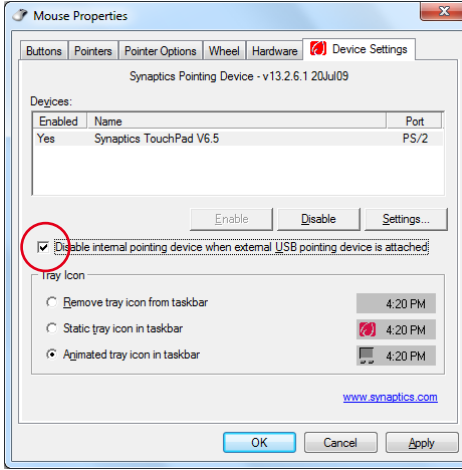 Mouse Properties
Buttons Pointers Pointer Options Wheel Hardware Device Settings
Synaptics Pointing Device - v13.2.6.1 20Jul09
Devices:
Enabled Name Port
Yes Synaptics TouchPad V6.5 PS/2
Enable Disable Settings...
Disable internal pointing device when external USB pointing device is attached
Tray Icon
Remove tray icon from taskbar 4:20 PM
Static tray icon in taskbar 4:20 PM
Animated tray icon in taskbar 4:20 PM
www.synaptics.com
OK Cancel Apply